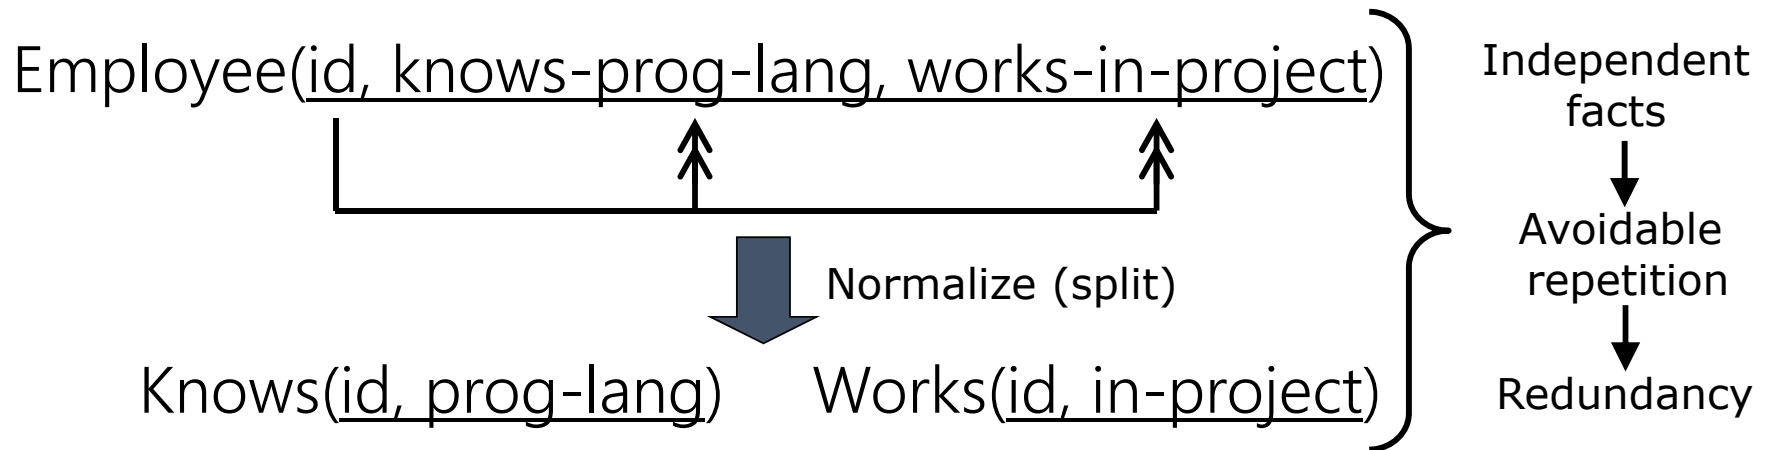 Employee(id, knows-prog-lang, works-in-project)
Normalize (split)
Knows(id, prog-lang) Works(id, in-project)
Independent
facts
Avoidable
repetition
Redundancy